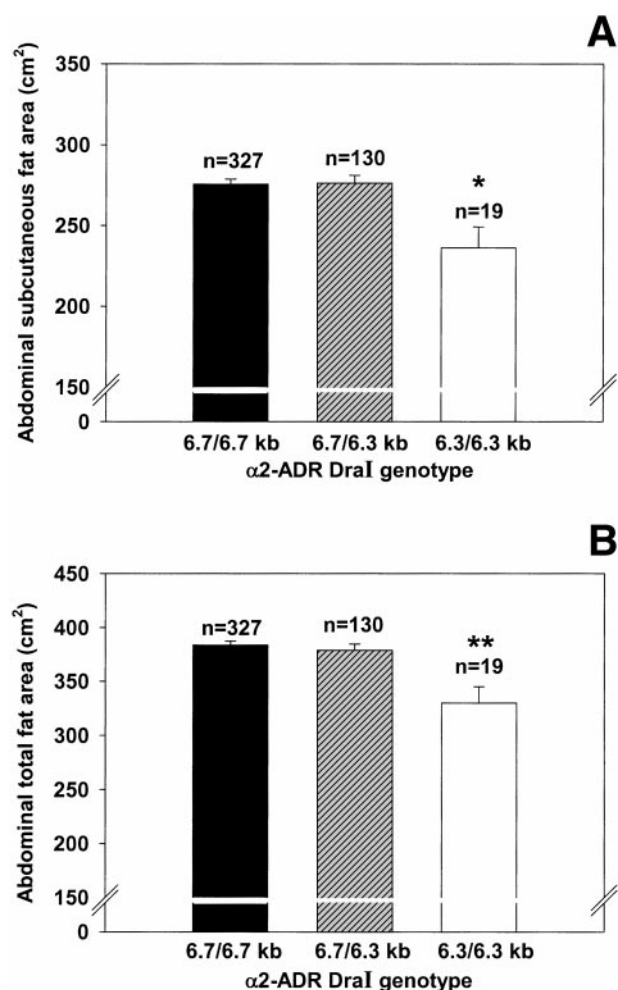 A
Abdominal subcutaneous fat area (cm²)
350
300
250
200
150
0
n=327
n=130
*
n=19
6.7/6.7 kb 6.7/6.3 kb 6.3/6.3 kb
α2-ADR DraI genotype
B
Abdominal total fat area (cm²)
450
400
350
300
250
200
150
0
n=327
n=130
**
n=19
6.7/6.7 kb 6.7/6.3 kb 6.3/6.3 kb
α2-ADR DraI genotype